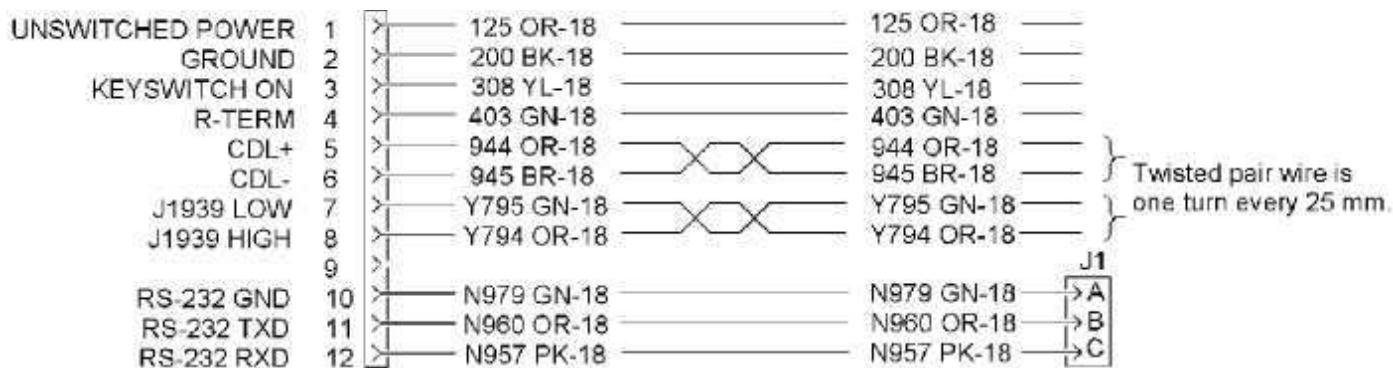 UNSWITCHED POWER 1 125 OR-18 125 OR-18
GROUND 2 200 BK-18 200 BK-18
KEYSWITCH ON 3 308 YL-18 308 YL-18
R-TERM 4 403 GN-18 403 GN-18
CDL+ 5 944 OR-18 944 OR-18
CDL- 6 945 BR-18 945 BR-18
Twisted pair wire is
one turn every 25 mm.
J1939 LOW 7 Y795 GN-18 Y795 GN-18
J1939 HIGH 8 Y794 OR-18 Y794 OR-18
9 J1
RS-232 GND 10 N979 GN-18 N979 GN-18 A
RS-232 TXD 11 N960 OR-18 N960 OR-18 B
RS-232 RXD 12 N957 PK-18 N957 PK-18 C